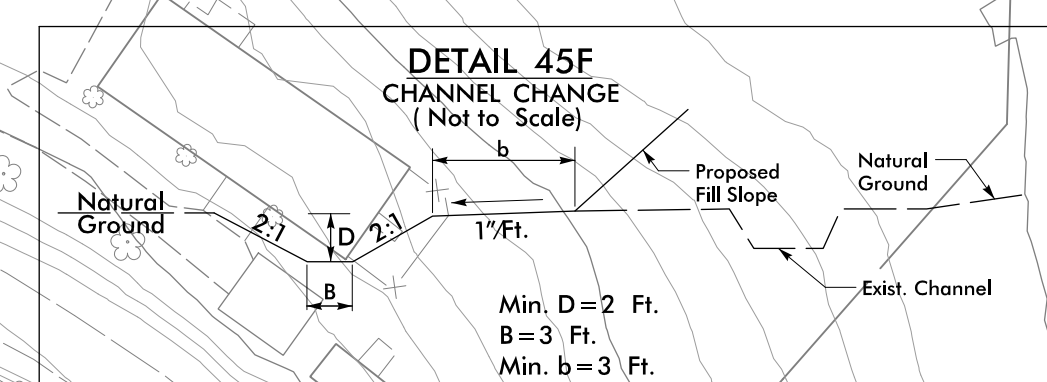 DETAIL 45F
CHANNEL CHANGE
( Not to Scale)
b
Proposed
Fill Slope
Natural
Ground
Natural
Ground
2:1
D
2:1
1"/Ft.
B
Exist. Channel
Min. D = 2 Ft.
B = 3 Ft.
Min. b = 3 Ft.